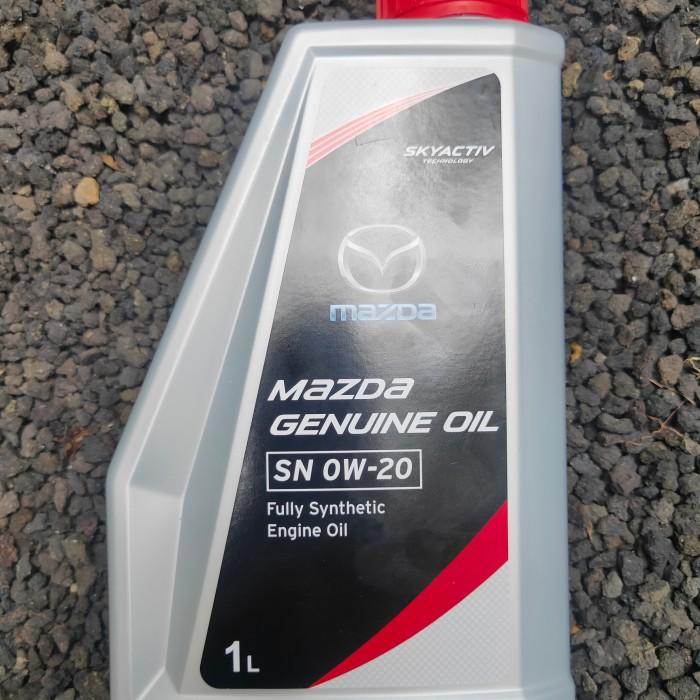 SKYACTIV
TECHNOLOGY
mazda
mazda
GENUINE OIL
SN 0W-20
Fully Synthetic
Engine Oil
1L